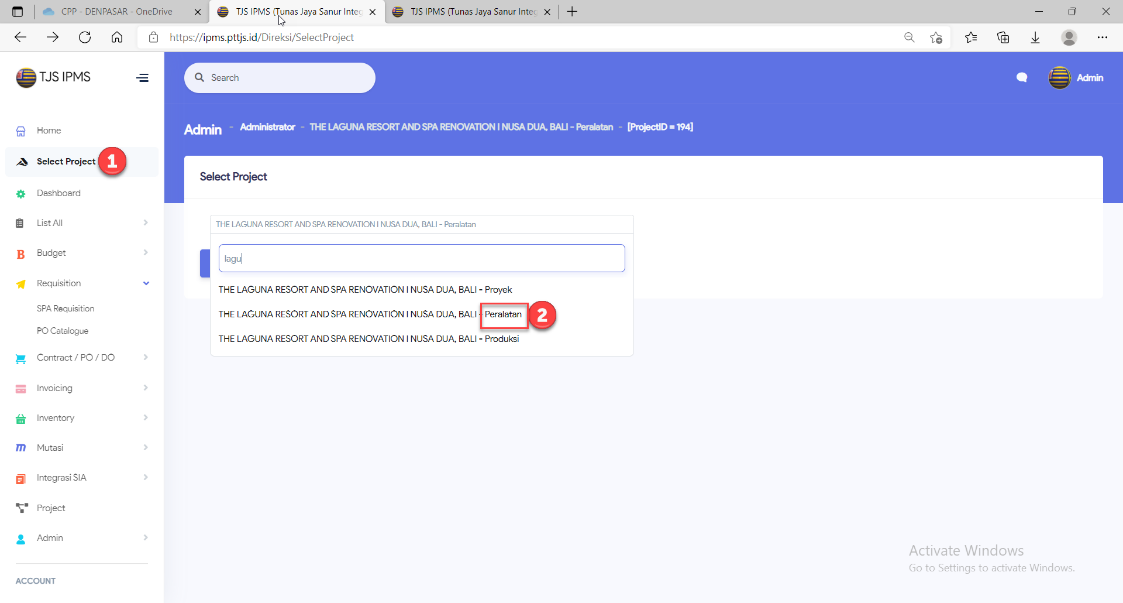 CPP - DENPASAR - OneDrive
TJS IPMS (Tunas Jaya Sanur Integ
TJS IPMS (Tunas Jaya Sanur Integ
https://ipms.pttjs.id/Direksi/SelectProject
TJS IPMS
Search
Admin
Admin - Administrator - THE LAGUNA RESORT AND SPA RENOVATION I NUSA DUA, BALI - Peralatan - [ProjectID = 194]
Home
Select Project
1
Dashboard
List All
Budget
Requisition
SPA Requisition
PO Catalogue
Contract / PO / DO
Invoicing
Inventory
Mutasi
Integrasi SIA
Project
Admin
ACCOUNT
Select Project
THE LAGUNA RESORT AND SPA RENOVATION I NUSA DUA, BALI - Peralatan
lagu
THE LAGUNA RESORT AND SPA RENOVATION I NUSA DUA, BALI - Proyek
THE LAGUNA RESORT AND SPA RENOVATION I NUSA DUA, BALI - Peralatan
2
THE LAGUNA RESORT AND SPA RENOVATION I NUSA DUA, BALI - Produksi
Activate Windows
Go to Settings to activate Windows.